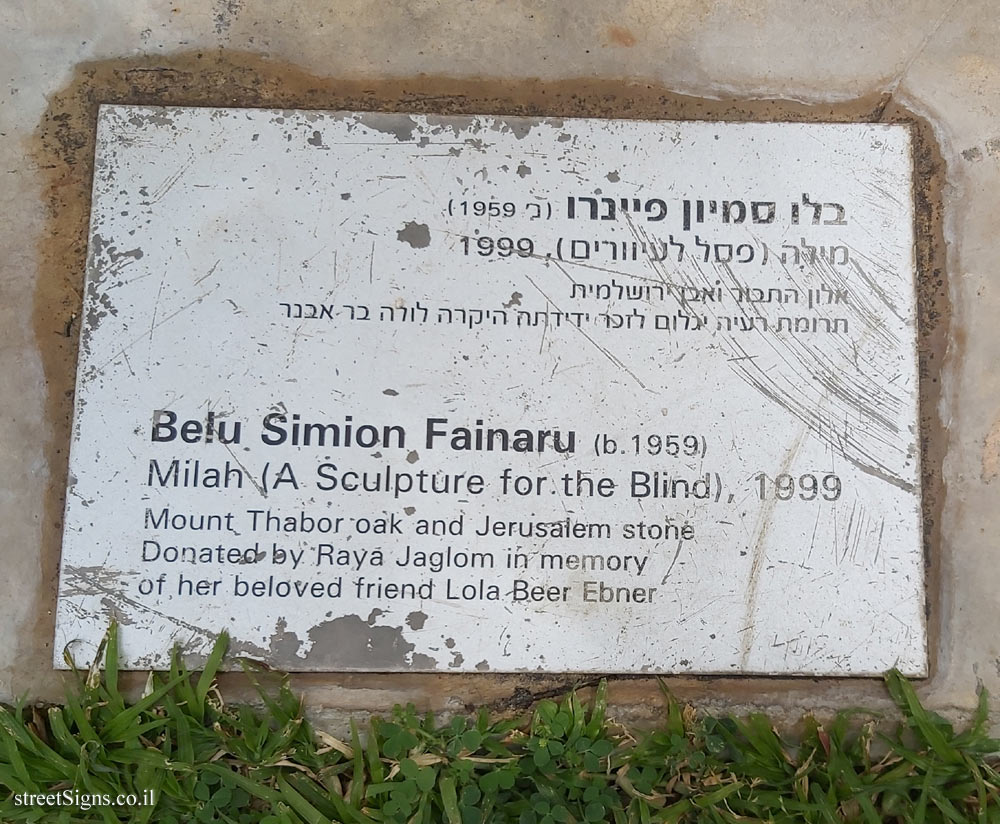 בלו סמיון פיינרו (נ׳ 1959)
מילה (פסל לעיוורים), 1999
אלון התבור ואבן ירושלמית
תרומת רעיה יגלום לזכר ידידתה היקרה לולה בר אבנר
Belu Simion Fainaru (b.1959)
Milah (A Sculpture for the Blind), 1999
Mount Thabor oak and Jerusalem stone
Donated by Raya Jaglom in memory
of her beloved friend Lola Beer Ebner
streetSigns.co.il